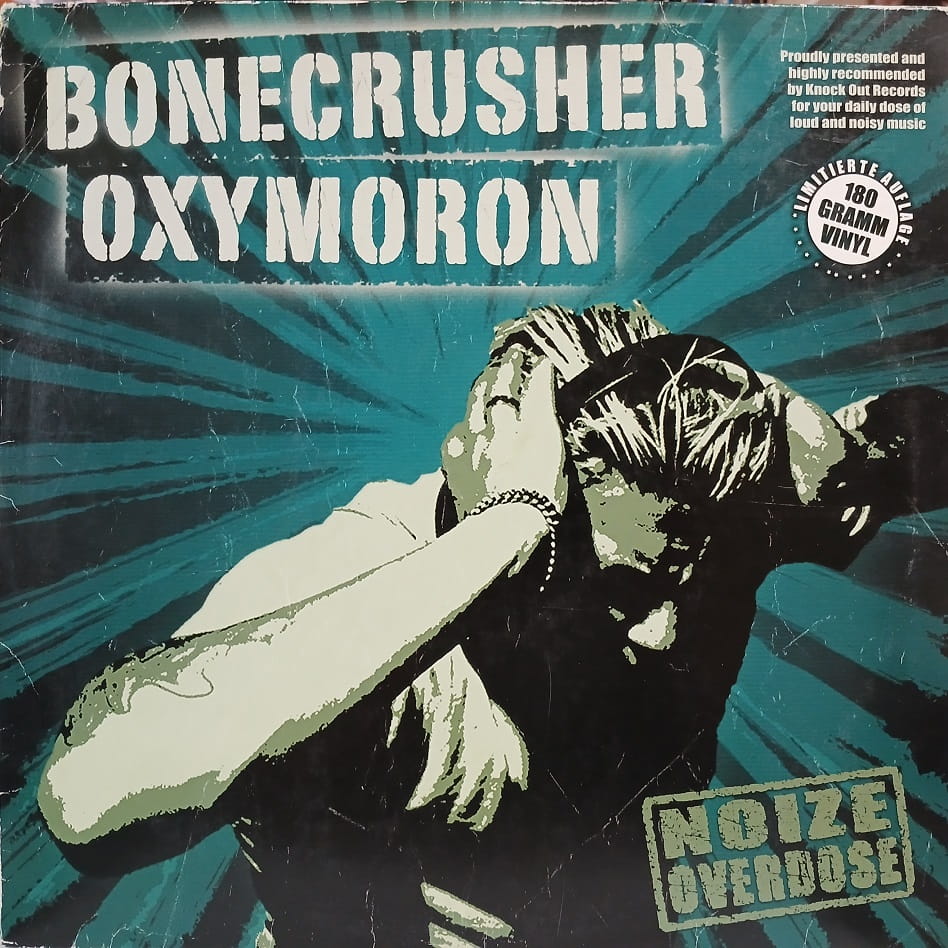 BONECRUSHER
OXYMORON
Proudly presented and
highly recommended
by Knock Out Records
for your daily dose of
loud and noisy music
LIMITIERTE AUFLAGE
180
GRAMM
VINYL
NOIZE
OVERDOSE